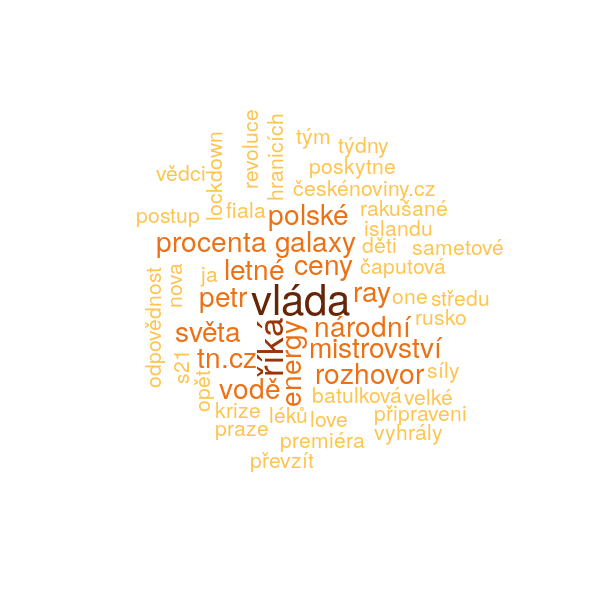 tým
týdny
revoluce
hranicích
lockdown
vědci
poskytne
českénoviny.cz
postup
fiala
polské
rakušané
islandu
procenta
galaxy
děti
sametové
ja
letné
ceny
čaputová
nova
odpovědnost
petr
vláda
ray
one
středu
rusko
světa
říká
energy
národní
mistrovství
s21
tn.cz
rozhovor
síly
opět
vodě
batulková
velké
krize
léků
love
připraveni
praze
premiéra
vyhrály
převzít